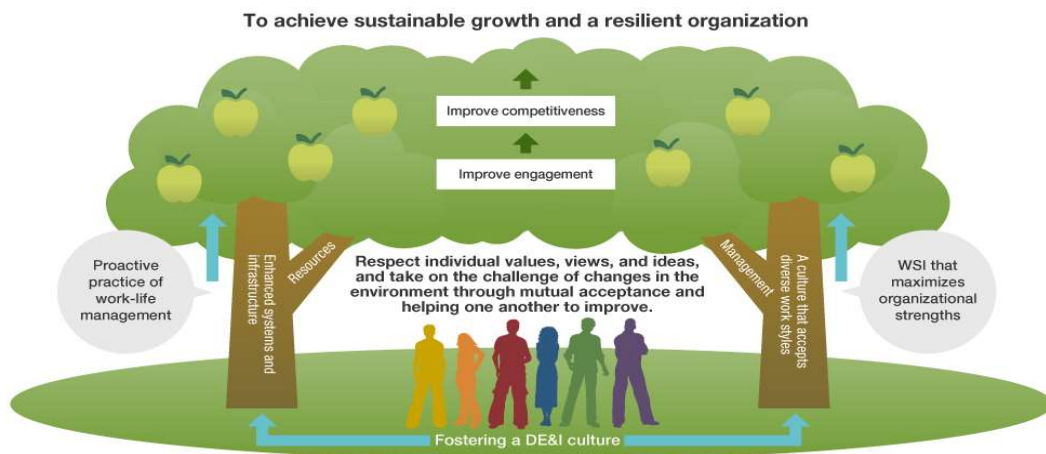 To achieve sustainable growth and a resilient organization
Improve competitiveness
Improve engagement
Proactive
practice of
work-life
management
Enhanced systems and
infrastructure
Resources
Respect individual values, views, and ideas,
and take on the challenge of changes in the
environment through mutual acceptance and
helping one another to improve.
Management
A culture that accepts
diverse work styles
WSI that
maximizes
organizational
strengths
Fostering a DE&I culture